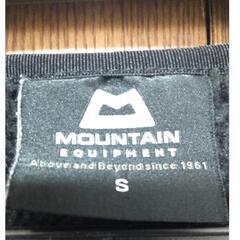 MOUNTAIN
EQUIPMENT
Above and Beyond since 1961
S